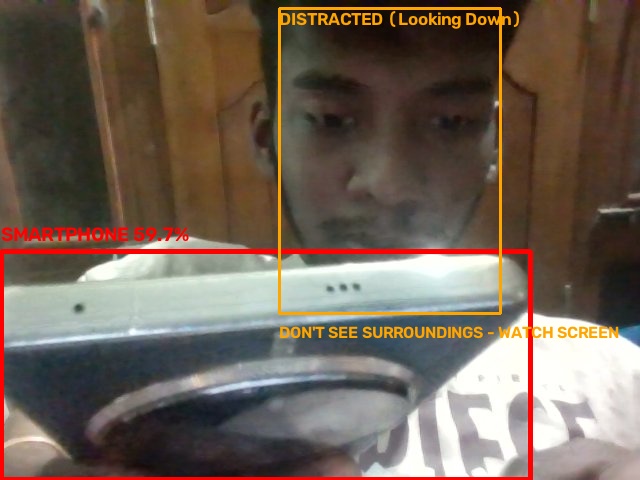 DISTRACTED (Looking Down)
SMARTPHONE 59.7%
DON'T SEE SURROUNDINGS - WATCH SCREEN